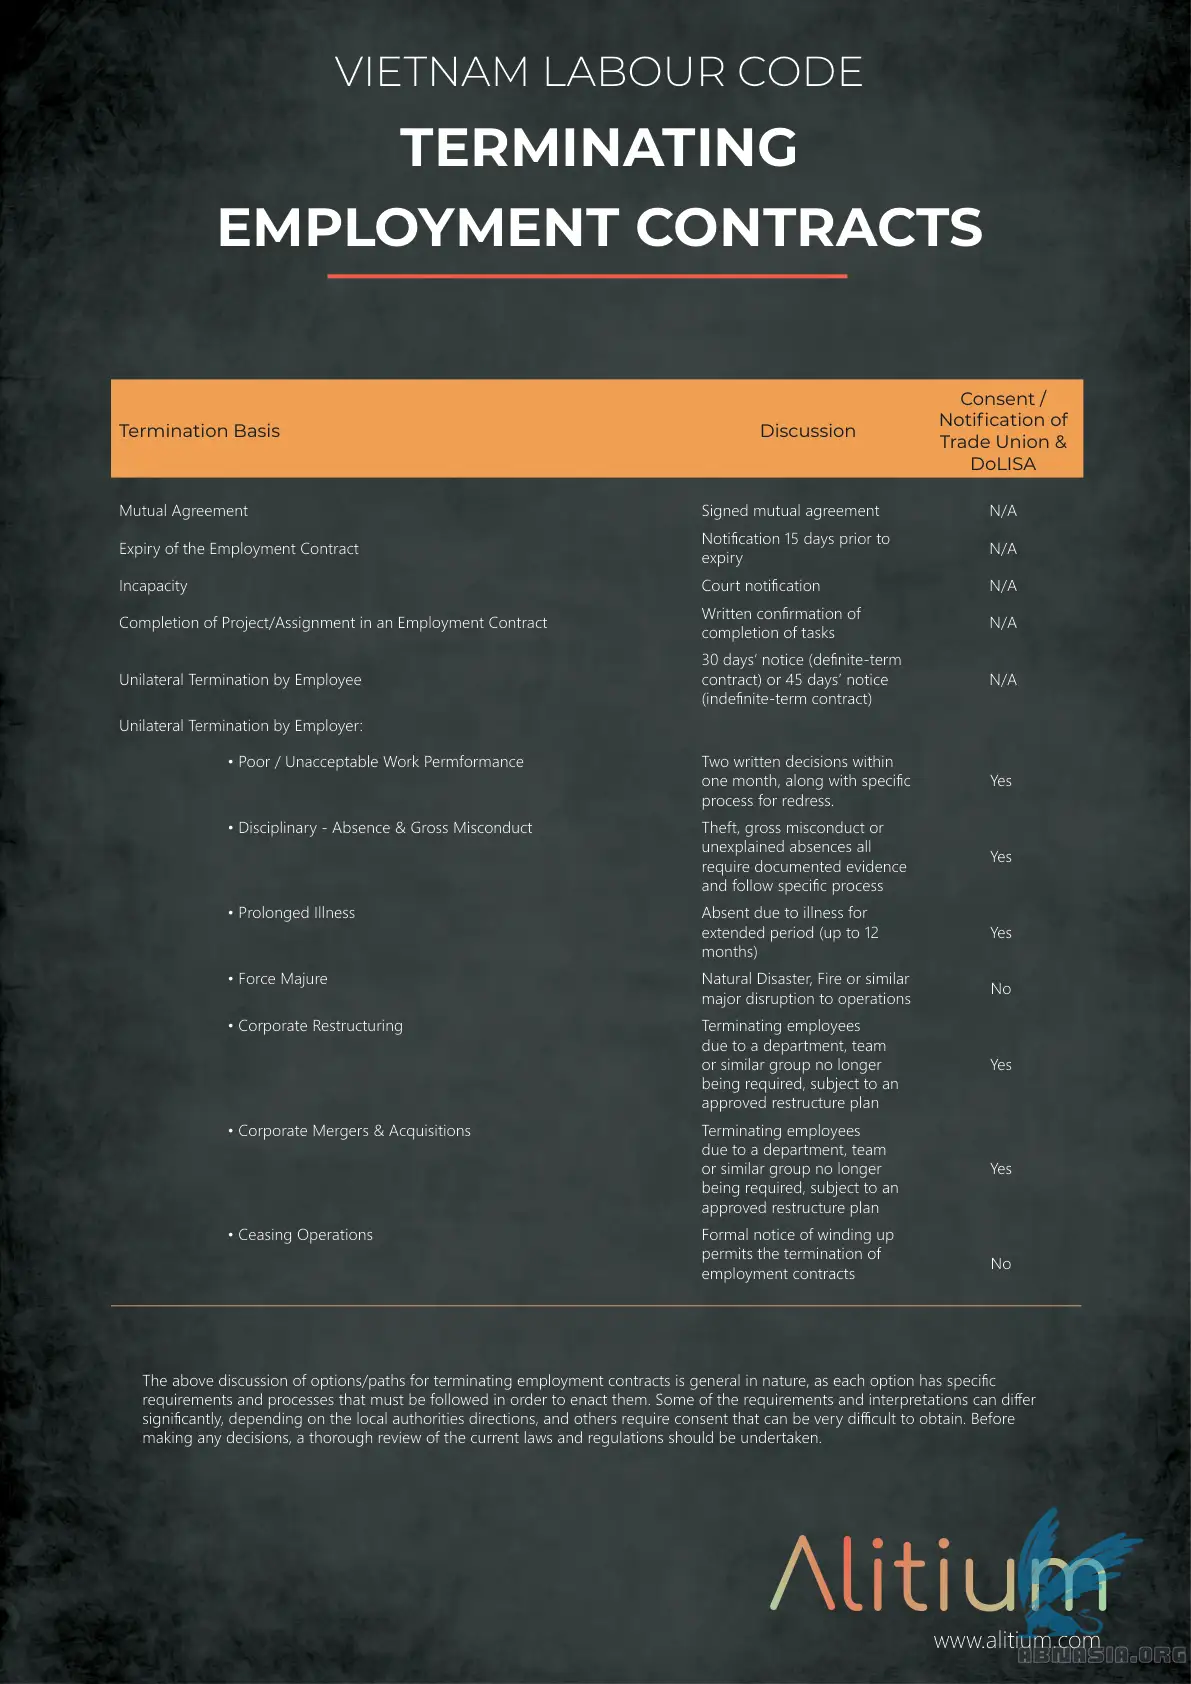 VIETNAM LABOUR CODE
TERMINATING
EMPLOYMENT CONTRACTS
Termination Basis
Discussion
Consent /
Notification of
Trade Union &
DoLISA
Mutual Agreement
Signed mutual agreement
N/A
Expiry of the Employment Contract
Notification 15 days prior to
expiry
N/A
Incapacity
Court notification
N/A
Completion of Project/Assignment in an Employment Contract
Written confirmation of
completion of tasks
N/A
Unilateral Termination by Employee
30 days' notice (definite-term
contract) or 45 days' notice
(indefinite-term contract)
N/A
Unilateral Termination by Employer:
• Poor / Unacceptable Work Permformance
Two written decisions within
one month, along with specific
process for redress.
Yes
• Disciplinary - Absence & Gross Misconduct
Theft, gross misconduct or
unexplained absences all
require documented evidence
and follow specific process
Yes
• Prolonged Illness
Absent due to illness for
extended period (up to 12
months)
Yes
• Force Majure
Natural Disaster, Fire or similar
major disruption to operations
No
• Corporate Restructuring
Terminating employees
due to a department, team
or similar group no longer
being required, subject to an
approved restructure plan
Yes
• Corporate Mergers & Acquisitions
Terminating employees
due to a department, team
or similar group no longer
being required, subject to an
approved restructure plan
Yes
• Ceasing Operations
Formal notice of winding up
permits the termination of
employment contracts
No
The above discussion of options/paths for terminating employment contracts is general in nature, as each option has specific
requirements and processes that must be followed in order to enact them. Some of the requirements and interpretations can differ
significantly, depending on the local authorities directions, and others require consent that can be very difficult to obtain. Before
making any decisions, a thorough review of the current laws and regulations should be undertaken.
Alitium
www.alitium.com
ABNASIA.ORG